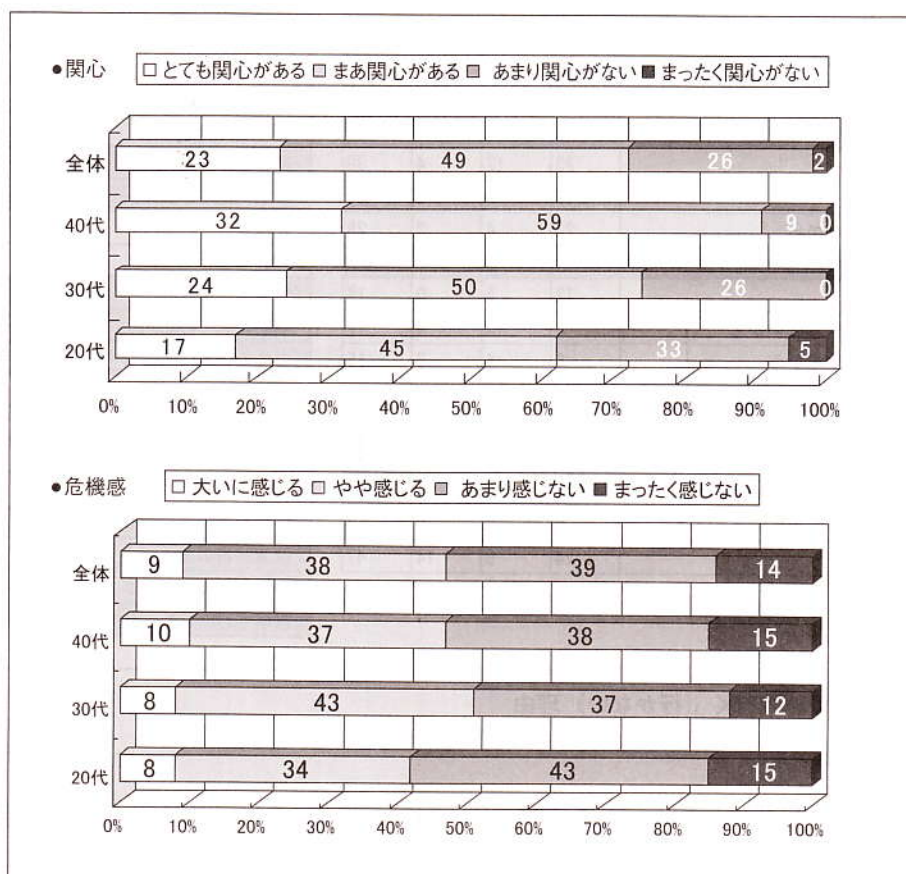 ●関心 □ とても関心がある □ まあ関心がある ■ あまり関心がない ■ まったく関心がない
全体 23 49 26 2
40代 32 59 9 0
30代 24 50 26 0
20代 17 45 33 5
0% 10% 20% 30% 40% 50% 60% 70% 80% 90% 100%
●危機感 □ 大いに感じる □ やや感じる ■ あまり感じない ■ まったく感じない
全体 9 38 39 14
40代 10 37 38 15
30代 8 43 37 12
20代 8 34 43 15
0% 10% 20% 30% 40% 50% 60% 70% 80% 90% 100%